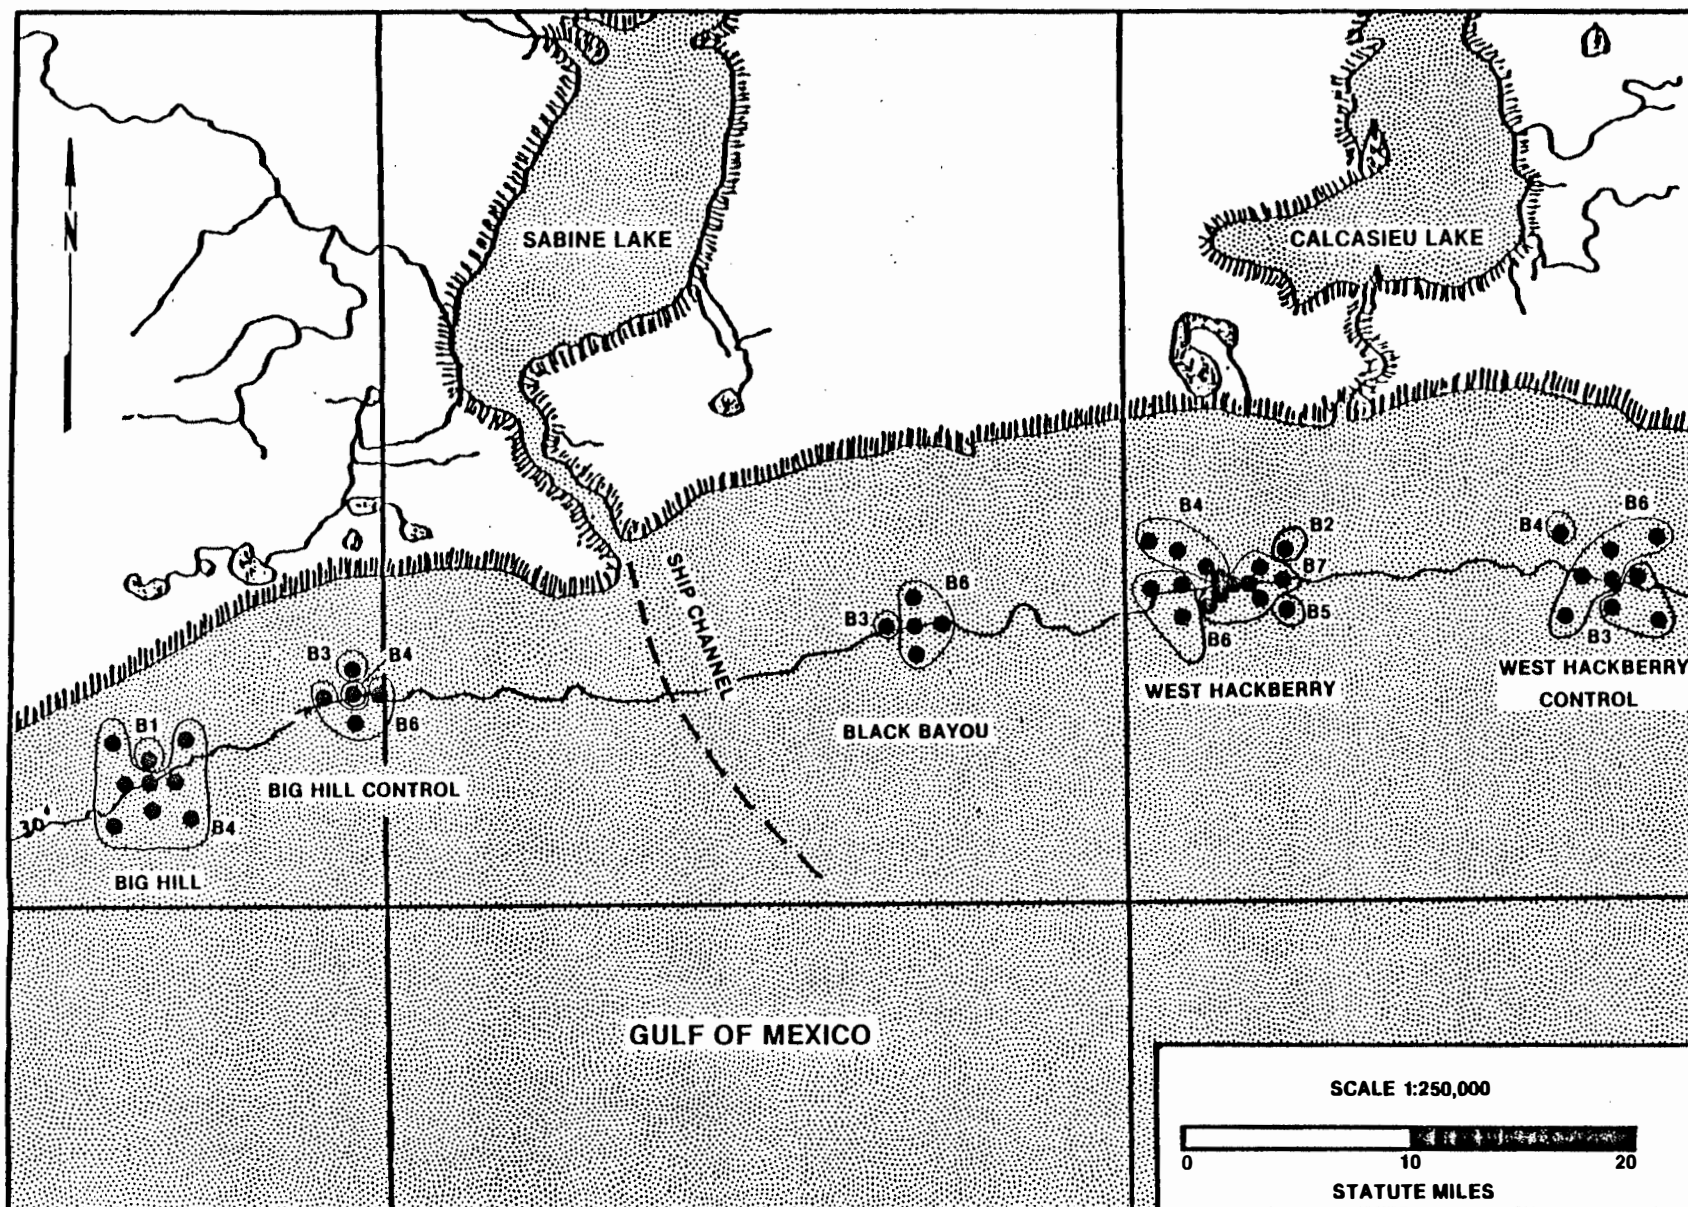 N
SABINE LAKE
CALCASIEU LAKE
SHIP CHANNEL
B4
B2
B7
B5
B6
B4
B6
B3
B6
B3
B3
B4
B6
B1
B4
WEST HACKBERRY
WEST HACKBERRY
CONTROL
BLACK BAYOU
BIG HILL CONTROL
30'
BIG HILL
GULF OF MEXICO
SCALE 1:250,000
0 10 20
STATUTE MILES